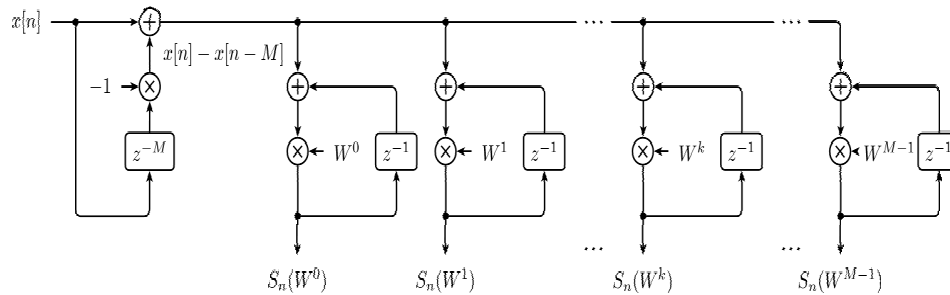 x[n] + ... ...
x[n] − x[n − M]
−1 × + + + +
z^{−M} × W^0 z^{−1} × W^1 z^{−1} × W^k z^{−1} × W^{M−1} z^{−1}
... ...
S_n(W^0) S_n(W^1) S_n(W^k) S_n(W^{M−1})